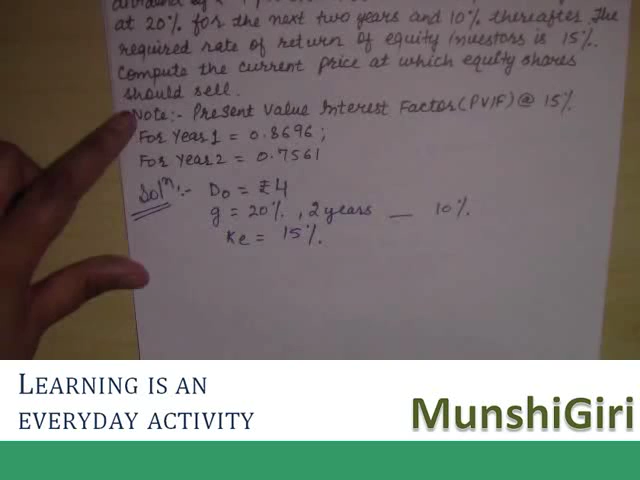 at 20% for the next two years and 10% thereafter. The
required rate of return of equity investors is 15%.
Compute the current price at which equity shares
should sell.
Note:- Present Value Interest Factor (PVIF) @ 15%.
For Year 1 = 0.8696 ;
For Year 2 = 0.7561
Solⁿ:- D₀ = ₹4
g = 20% , 2 years — 10%.
Ke = 15%.
LEARNING IS AN
EVERYDAY ACTIVITY
MunshiGiri